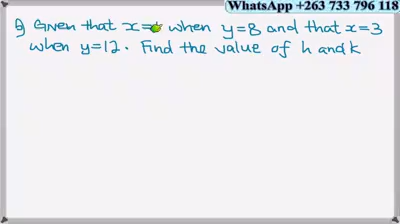 WhatsApp +263 733 796 118
Given that x= when y=8 and that x=3
when y=12. Find the value of h and k